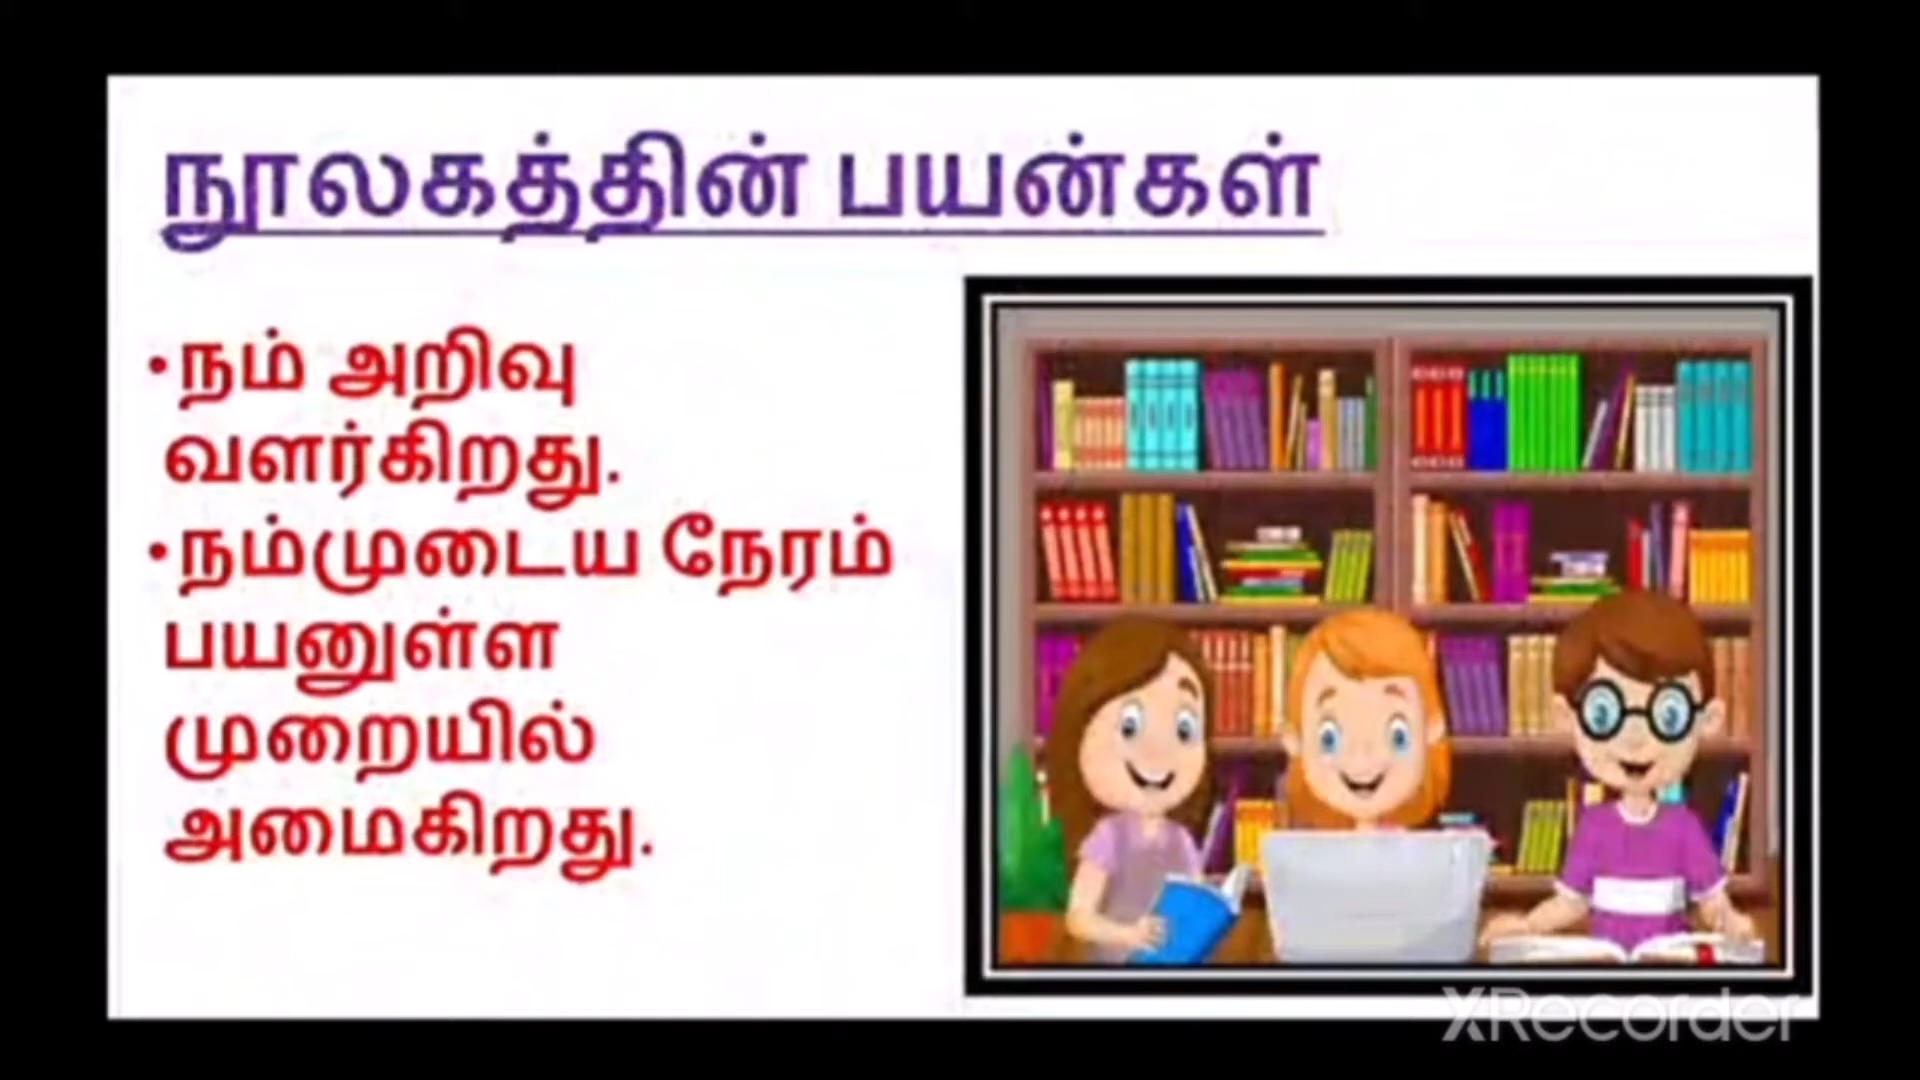 நூலகத்தின் பயன்கள்
•நம் அறிவு
வளர்கிறது.
•நம்முடைய நேரம்
பயனுள்ள
முறையில்
அமைகிறது.
XRecorder